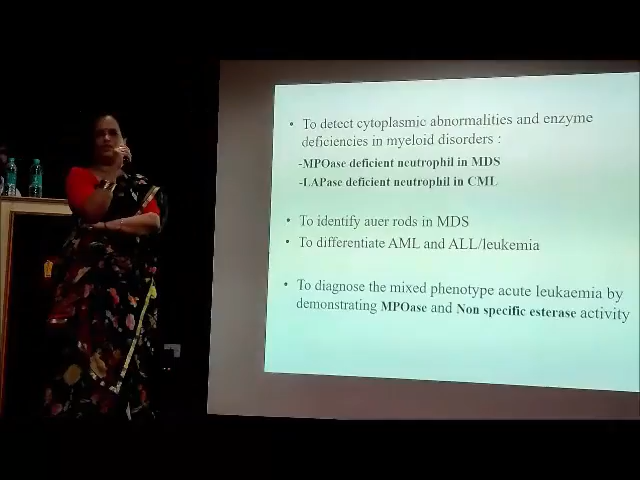 • To detect cytoplasmic abnormalities and enzyme
deficiencies in myeloid disorders :
-MPOase deficient neutrophil in MDS
-LAPase deficient neutrophil in CML
• To identify auer rods in MDS
• To differentiate AML and ALL/leukemia
• To diagnose the mixed phenotype acute leukaemia by
demonstrating MPOase and Non specific esterase activity